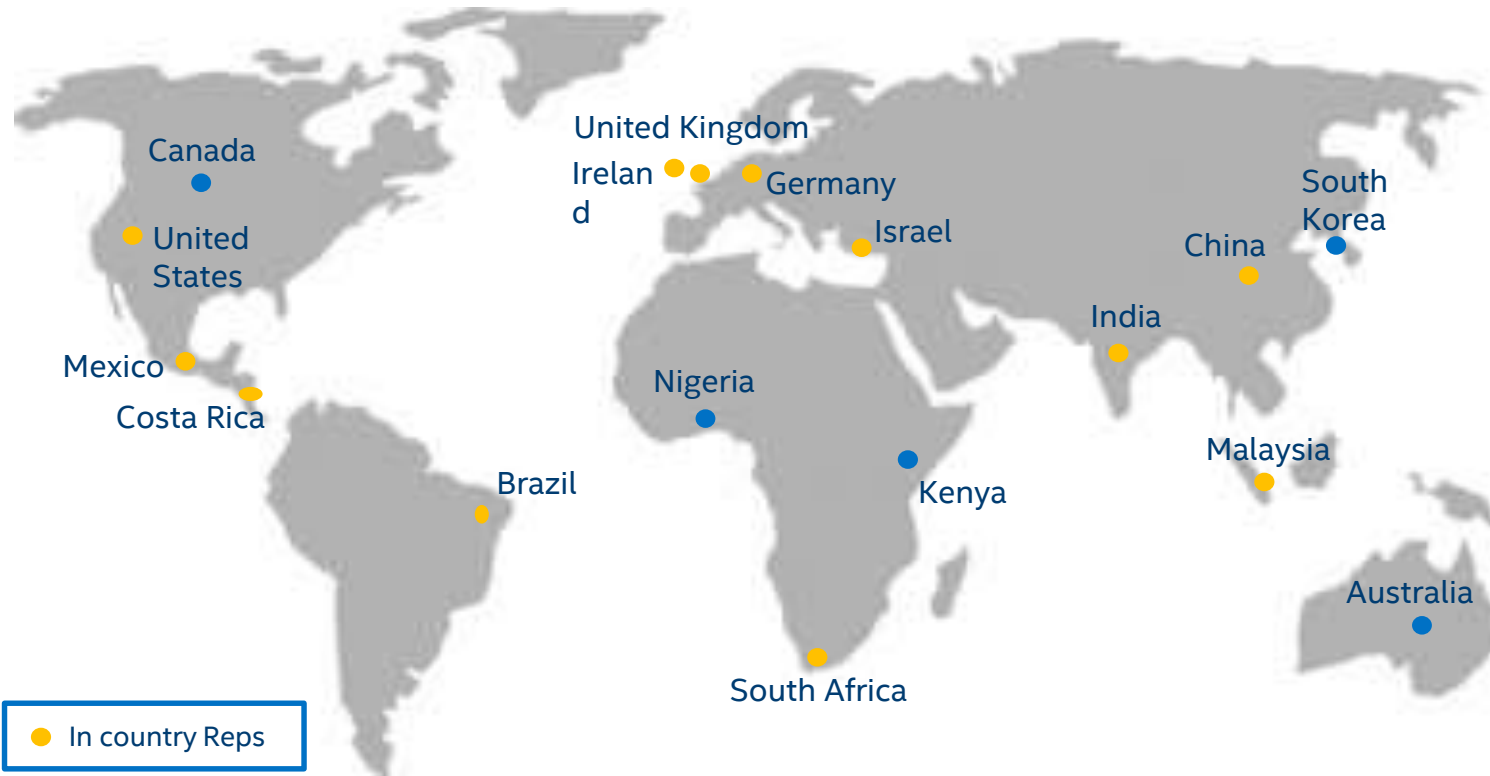 United Kingdom
Canada
Irelan
d
Germany
South
Korea
United
States
Israel
China
India
Mexico
Nigeria
Costa Rica
Malaysia
Brazil
Kenya
Australia
South Africa
In country Reps